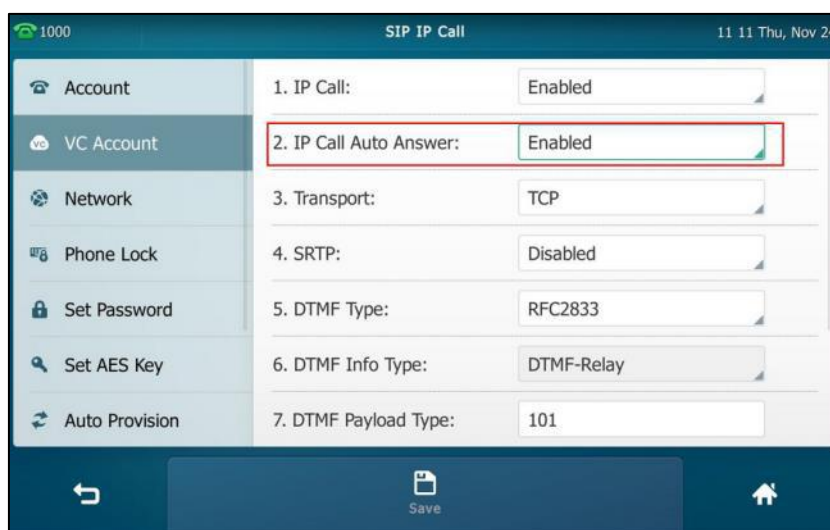 1000 SIP IP Call 11 11 Thu, Nov 2
Account
VC Account
Network
Phone Lock
Set Password
Set AES Key
Auto Provision
1. IP Call: Enabled
2. IP Call Auto Answer: Enabled
3. Transport: TCP
4. SRTP: Disabled
5. DTMF Type: RFC2833
6. DTMF Info Type: DTMF-Relay
7. DTMF Payload Type: 101
Save